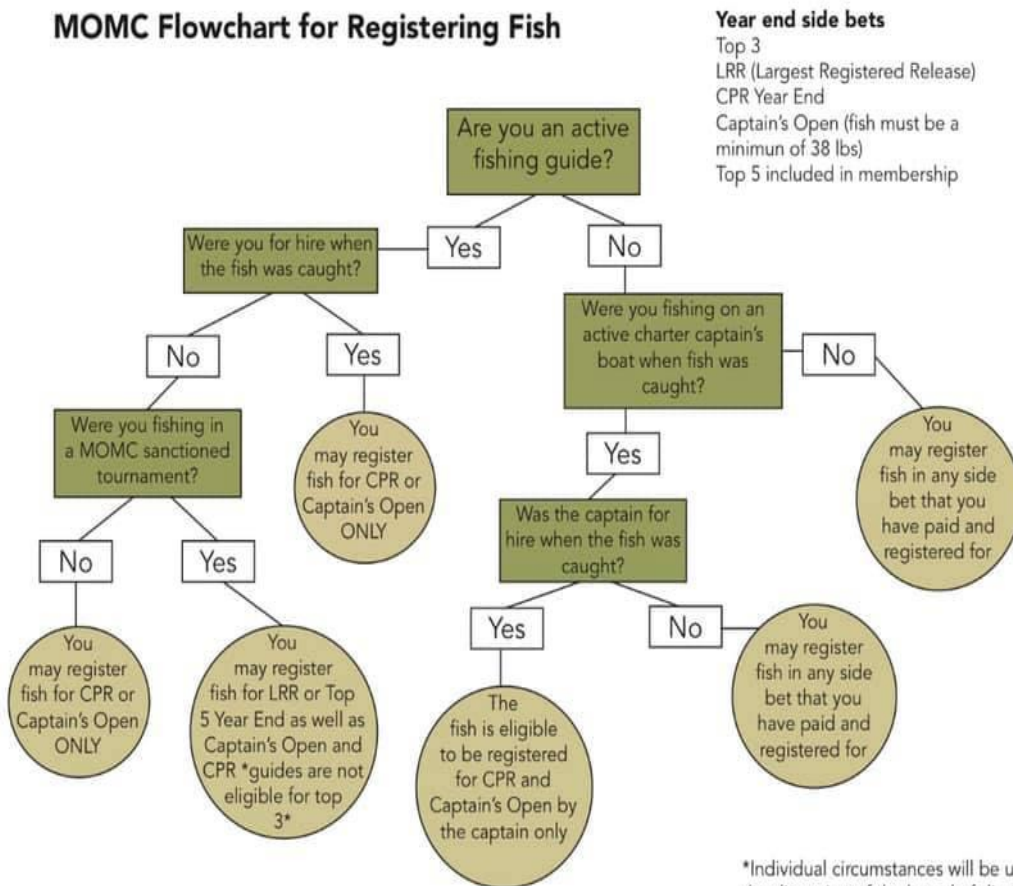 MOMC Flowchart for Registering Fish
Year end side bets
Top 3
LRR (Largest Registered Release)
CPR Year End
Captain's Open (fish must be a
minimun of 38 lbs)
Top 5 included in membership
Are you an active
fishing guide?
Yes
No
Were you for hire when
the fish was caught?
No
Yes
Were you fishing on an
active charter captain's
boat when fish was
caught?
No
Yes
Were you fishing in
a MOMC sanctioned
tournament?
You
may register
fish for CPR or
Captain's Open
ONLY
You
may register
fish in any side
bet that you
have paid and
registered for
Was the captain for
hire when the fish was
caught?
No
Yes
Yes
No
You
may register
fish for CPR or
Captain's Open
ONLY
You
may register
fish for LRR or Top
5 Year End as well as
Captain's Open and
CPR *guides are not
eligible for top
3*
The
fish is eligible
to be registered
for CPR and
Captain's Open by
the captain only
You
may register
fish in any side
bet that you
have paid and
registered for
*Individual circumstances will be